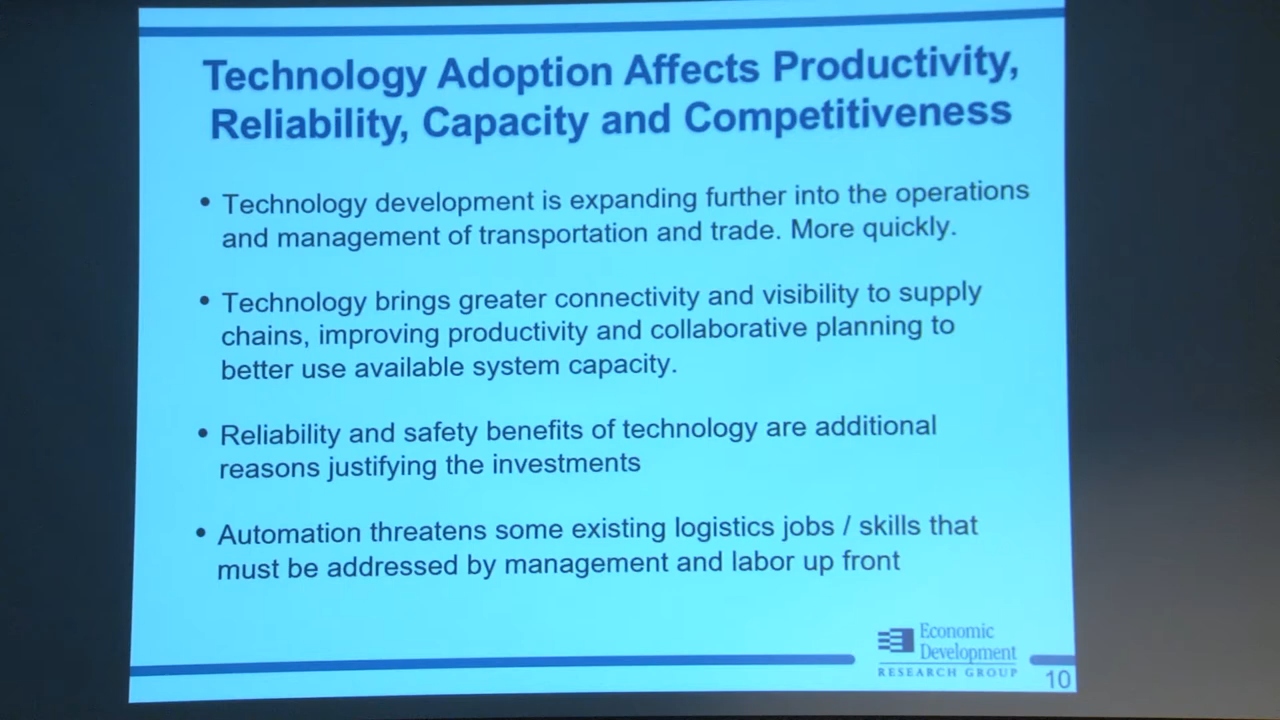 Technology Adoption Affects Productivity,
Reliability, Capacity and Competitiveness
• Technology development is expanding further into the operations
and management of transportation and trade. More quickly.
• Technology brings greater connectivity and visibility to supply
chains, improving productivity and collaborative planning to
better use available system capacity.
• Reliability and safety benefits of technology are additional
reasons justifying the investments
• Automation threatens some existing logistics jobs / skills that
must be addressed by management and labor up front
Economic
Development
RESEARCH GROUP
10